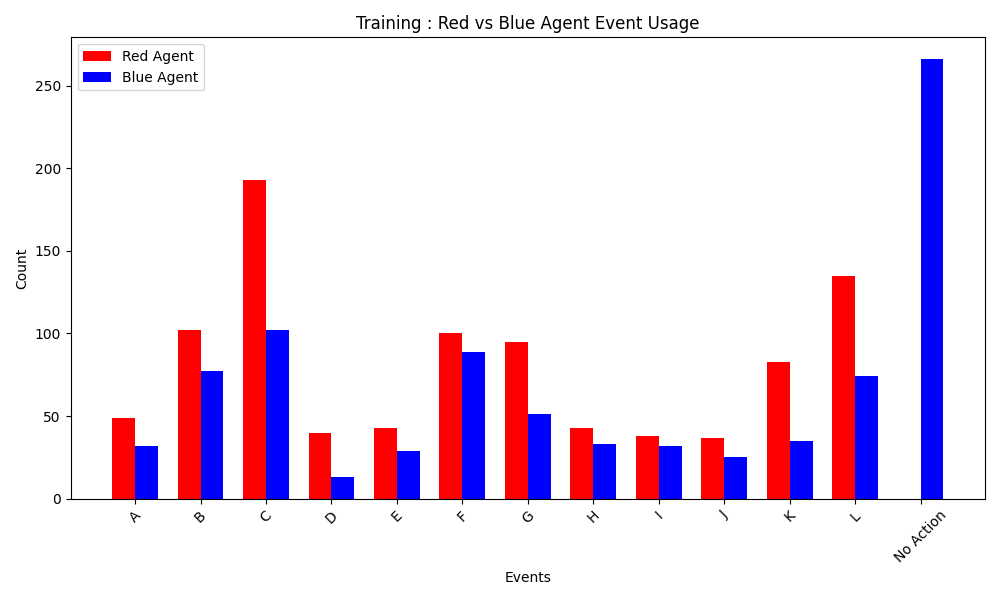 Training : Red vs Blue Agent Event Usage
Red Agent
Blue Agent
Count
250
200
150
100
50
0
A
B
C
D
E
F
G
H
I
J
K
L
No Action
Events